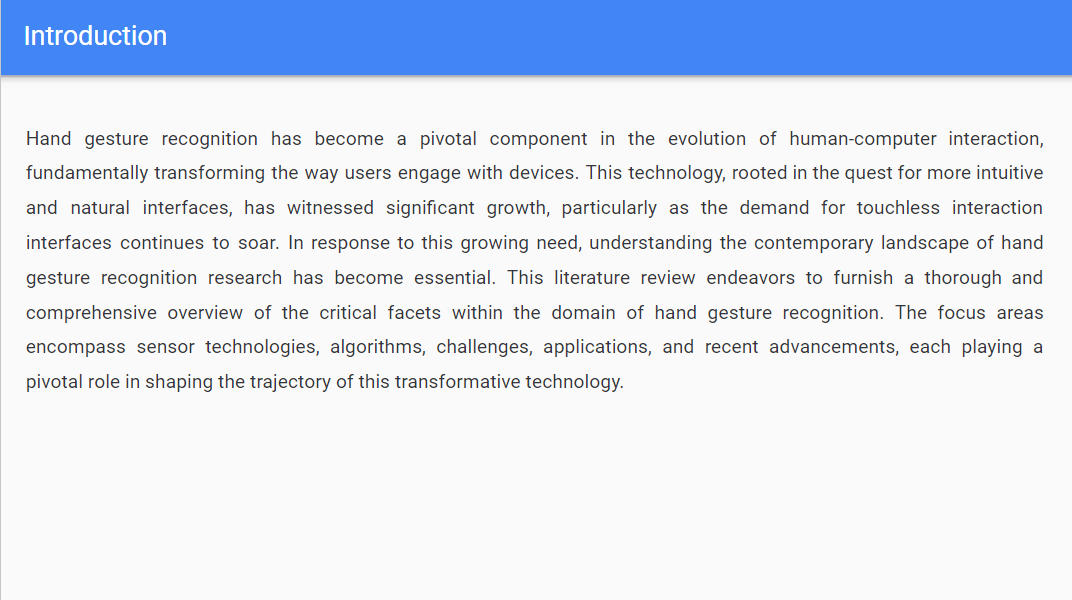 Introduction
Hand gesture recognition has become a pivotal component in the evolution of human-computer interaction,
fundamentally transforming the way users engage with devices. This technology, rooted in the quest for more intuitive
and natural interfaces, has witnessed significant growth, particularly as the demand for touchless interaction
interfaces continues to soar. In response to this growing need, understanding the contemporary landscape of hand
gesture recognition research has become essential. This literature review endeavors to furnish a thorough and
comprehensive overview of the critical facets within the domain of hand gesture recognition. The focus areas
encompass sensor technologies, algorithms, challenges, applications, and recent advancements, each playing a
pivotal role in shaping the trajectory of this transformative technology.